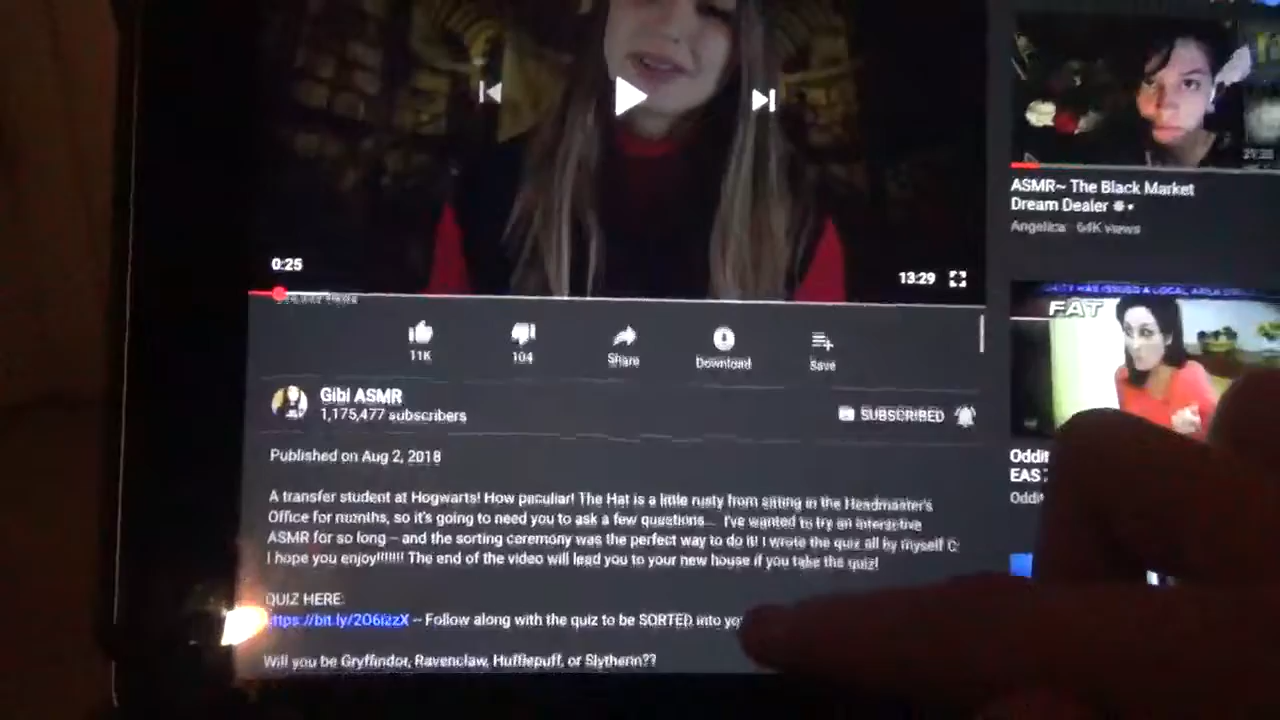 0:25
13:29
11K
104
Share
Download
Save
Gibi ASMR
1,175,477 subscribers
SUBSCRIBED
Published on Aug 2, 2018
A transfer student at Hogwarts! How peculiar! The Hat is a little rusty from sitting in the Headmaster's
Office for months, so it's going to need you to ask a few questions... I've wanted to try an interactive
ASMR for so long -- and the sorting ceremony was the perfect way to do it! I wrote the quiz all by myself C:
I hope you enjoy!!!!!!! The end of the video will lead you to your new house if you take the quiz!
QUIZ HERE:
ttps://bit.ly/2O6izzX -- Follow along with the quiz to be SORTED into yo
Will you be Gryffindor, Ravenclaw, Hufflepuff, or Slytherin??
ASMR~ The Black Market
Dream Dealer
Angelica 64K views
FAT
Oddit
EAS
Oddit